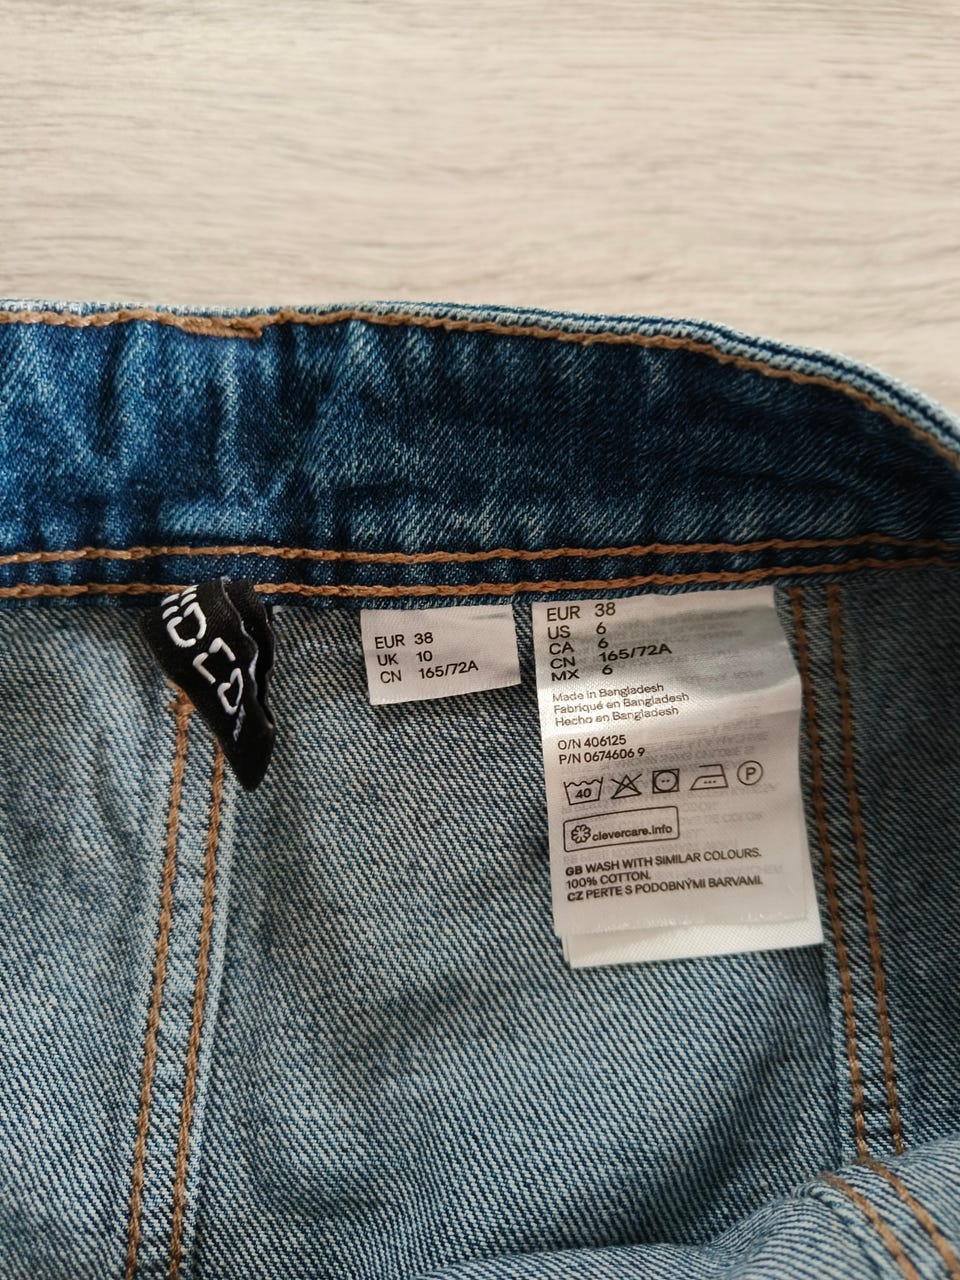 EUR 38
UK 10
CN 165/72A
EUR 38
US 6
CA 6
CN 165/72A
MX 6
Made in Bangladesh
Fabriqué en Bangladesh
Hecho en Bangladesh
O/N 406125
P/N 0674606 9
40
P
clevercare.info
GB WASH WITH SIMILAR COLOURS.
100% COTTON.
CZ PERTE S PODOBNÝMI BARVAMI.